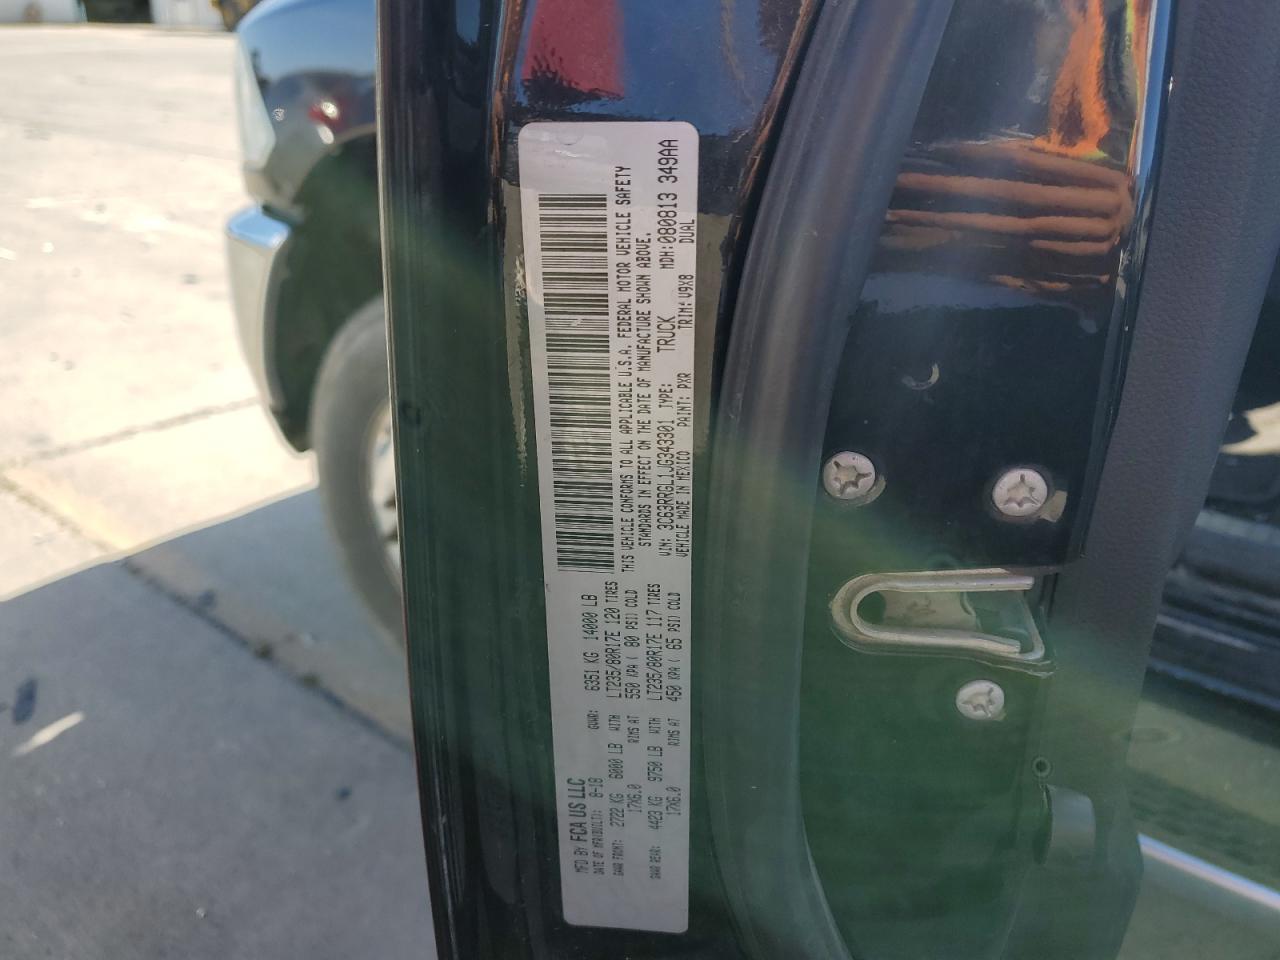 MFD BY FCA US LLC
DATE OF MFR(BUILT): 8-18 GVWR: 6351 KG 14000 LB
GAWR FRONT: 2722 KG 6000 LB WITH LT235/80R17E 120 TIRES
17X6.0 RIMS AT 550 KPA ( 80 PSI) COLD
GAWR REAR: 4423 KG 9750 LB WITH LT235/80R17E 117 TIRES
17X6.0 RIMS AT 450 KPA ( 65 PSI) COLD
THIS VEHICLE CONFORMS TO ALL APPLICABLE U.S.A. FEDERAL MOTOR VEHICLE SAFETY
STANDARDS IN EFFECT ON THE DATE OF MANUFACTURE SHOWN ABOVE.
VIN: 3C63RRGL1JG343301 TYPE: TRUCK MDH:080813 349AA
VEHICLE MADE IN MEXICO PAINT: PXR TRIM: V9X8 DUAL